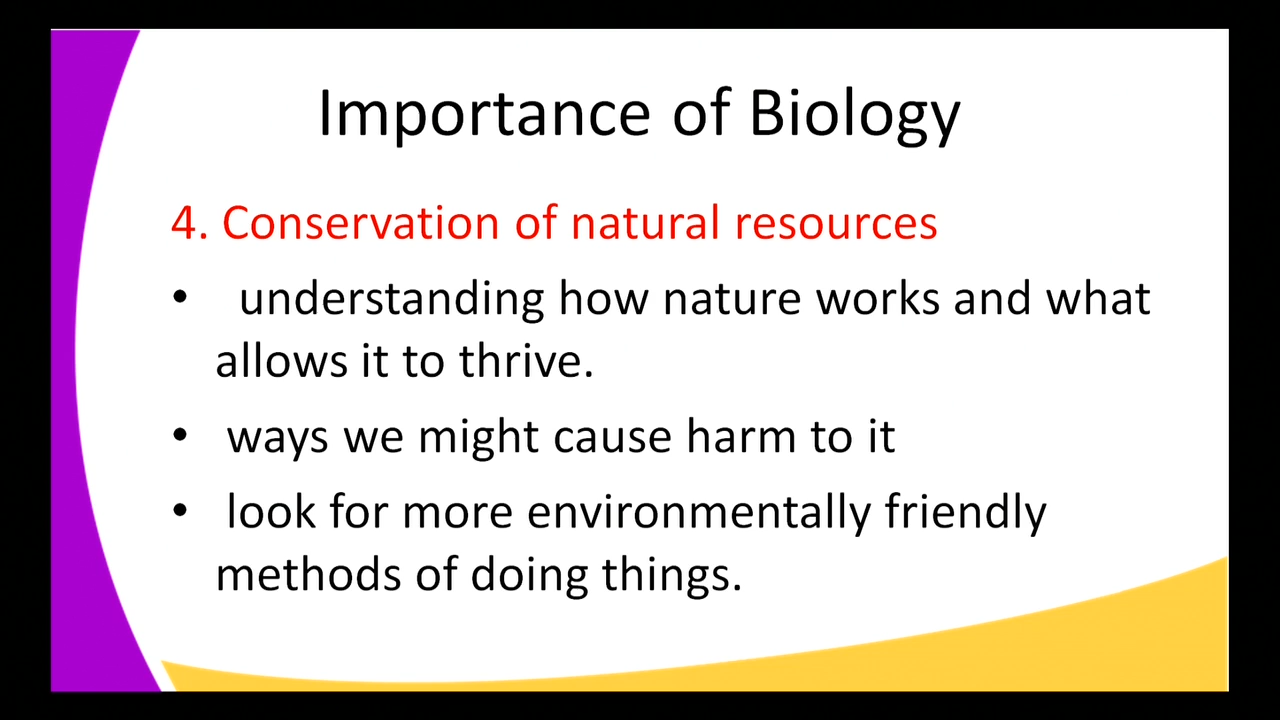 Importance of Biology
4. Conservation of natural resources
• understanding how nature works and what
allows it to thrive.
• ways we might cause harm to it
• look for more environmentally friendly
methods of doing things.